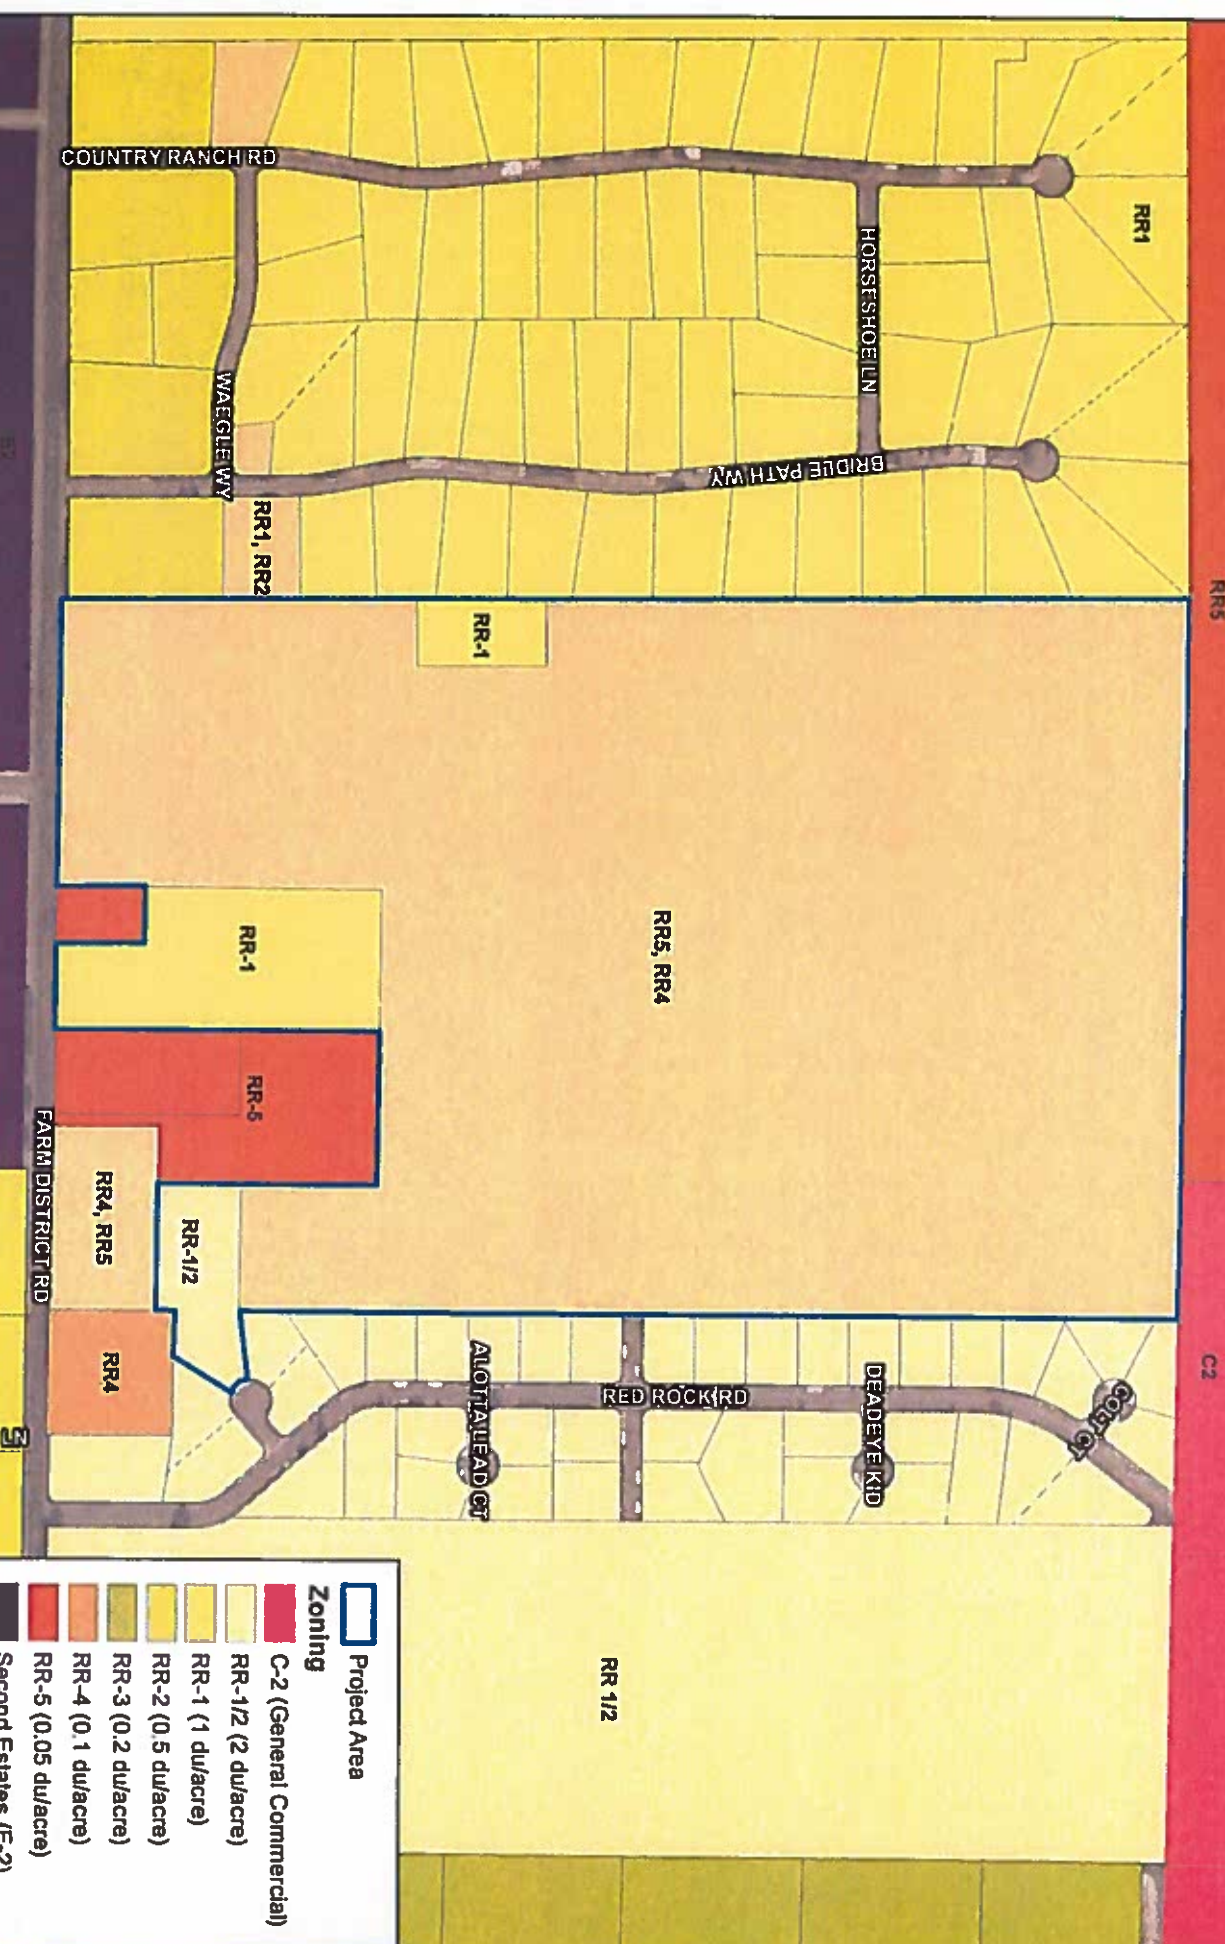 COUNTRY RANCH RD
HORSESHOE LN
WAEGLE WY
BRIDLE PATH WY
RR1
RR5
RR1, RR2
RR-1
RR5, RR4
RR-1
RR-5
FARM DISTRICT RD
RR4, RR5
RR-1/2
RR4
C2
ALOTTA LEAD CT
RED ROCK RD
DEADEYE KID
COLT CT
RR 1/2
Project Area
Zoning
C-2 (General Commercial)
RR-1/2 (2 du/acre)
RR-1 (1 du/acre)
RR-2 (0.5 du/acre)
RR-3 (0.2 du/acre)
RR-4 (0.1 du/acre)
RR-5 (0.05 du/acre)
Second Estates (E-2)